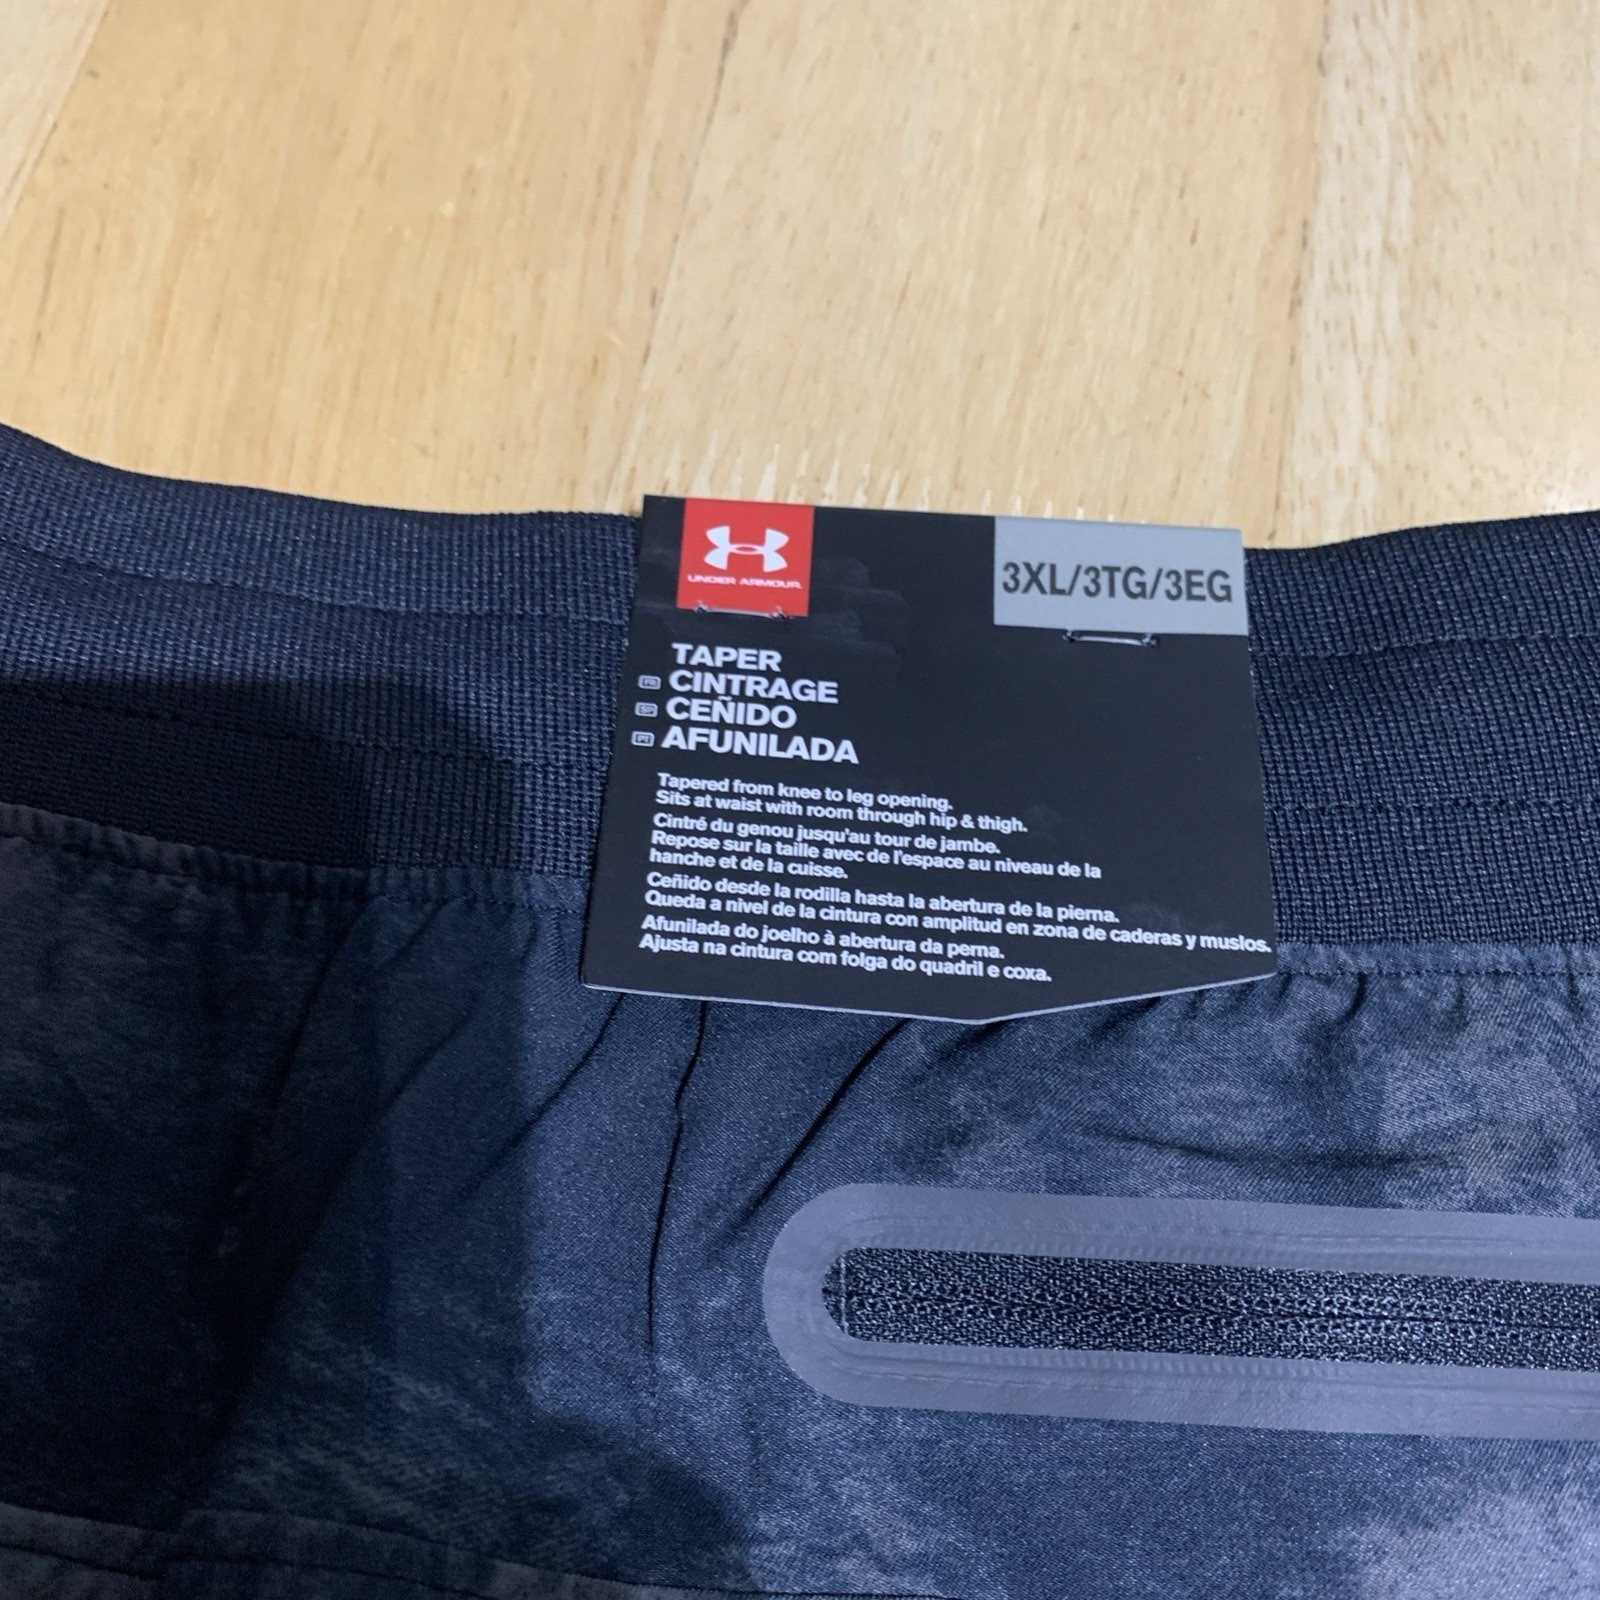 UNDER ARMOUR
3XL/3TG/3EG
TAPER
FR CINTRAGE
SP CEÑIDO
PT AFUNILADA
Tapered from knee to leg opening.
Sits at waist with room through hip & thigh.
Cintré du genou jusqu'au tour de jambe.
Repose sur la taille avec de l'espace au niveau de la
hanche et de la cuisse.
Ceñido desde la rodilla hasta la abertura de la pierna.
Queda a nivel de la cintura con amplitud en zona de caderas y muslos.
Afunilada do joelho à abertura da perna.
Ajusta na cintura com folga do quadril e coxa.